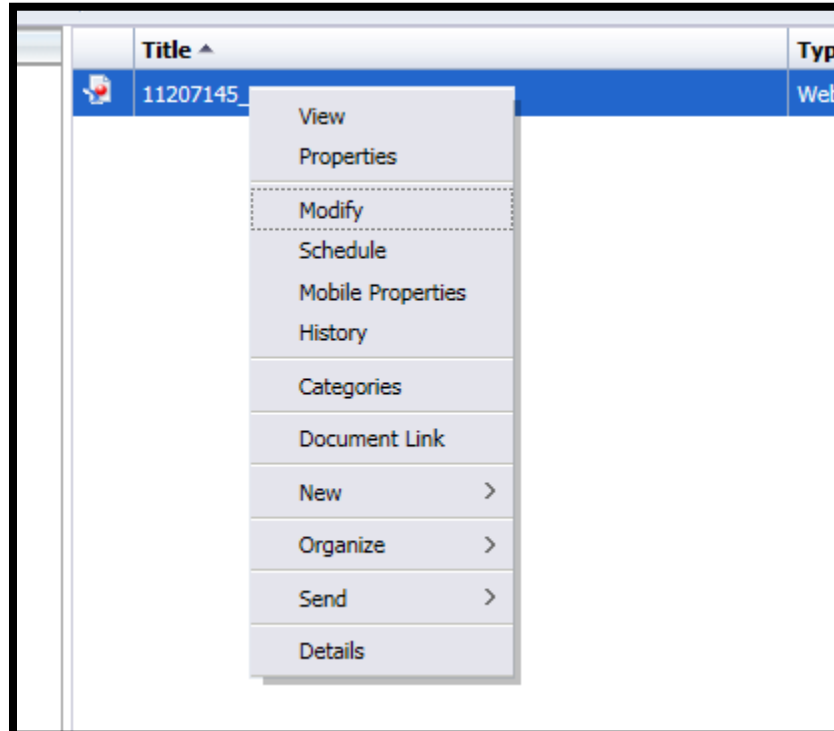 Title Typ
11207145_ Web
View
Properties
Modify
Schedule
Mobile Properties
History
Categories
Document Link
New
Organize
Send
Details